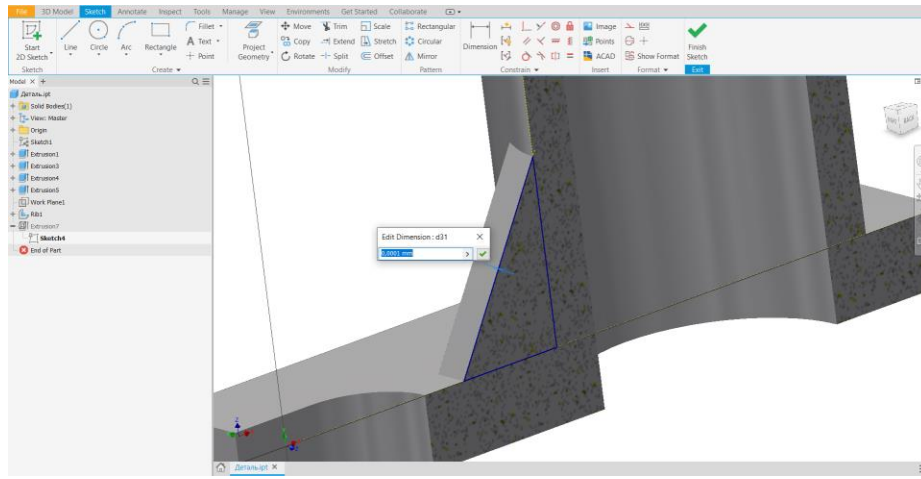 File 3D Model Sketch Annotate Inspect Tools Manage View Environments Get Started Collaborate
Start 2D Sketch
Line
Circle
Arc
Rectangle
Fillet
Text
Point
Project Geometry
Move Trim Scale
Copy Extend Stretch
Rotate Split Offset
Rectangular
Circular
Mirror
Dimension
Image
Points
ACAD
Show Format
Finish Sketch
Sketch Create Modify Pattern Constrain Insert Format Exit
Model
Деталь.ipt
Solid Bodies(1)
View: Master
Origin
Sketch1
Extrusion1
Extrusion3
Extrusion4
Extrusion5
Work Plane1
Rib1
Extrusion7
Sketch4
End of Part
Edit Dimension : d31
0,0001 mm
BACK
Деталь.ipt